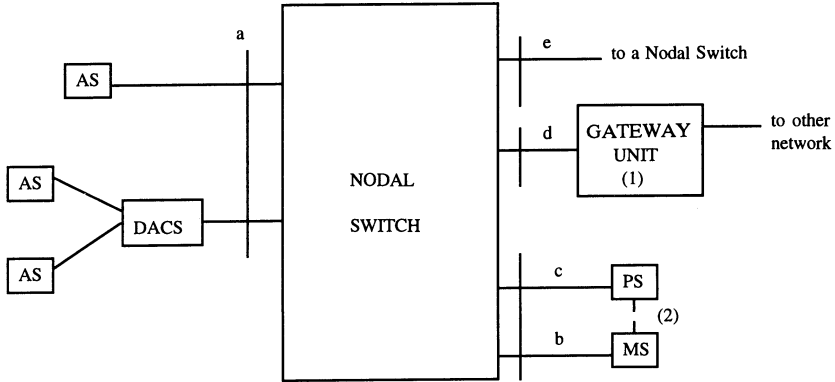 a
e
to a Nodal Switch
AS
d
GATEWAY
UNIT
(1)
to other
network
AS
NODAL
SWITCH
DACS
AS
c
PS
(2)
b
MS